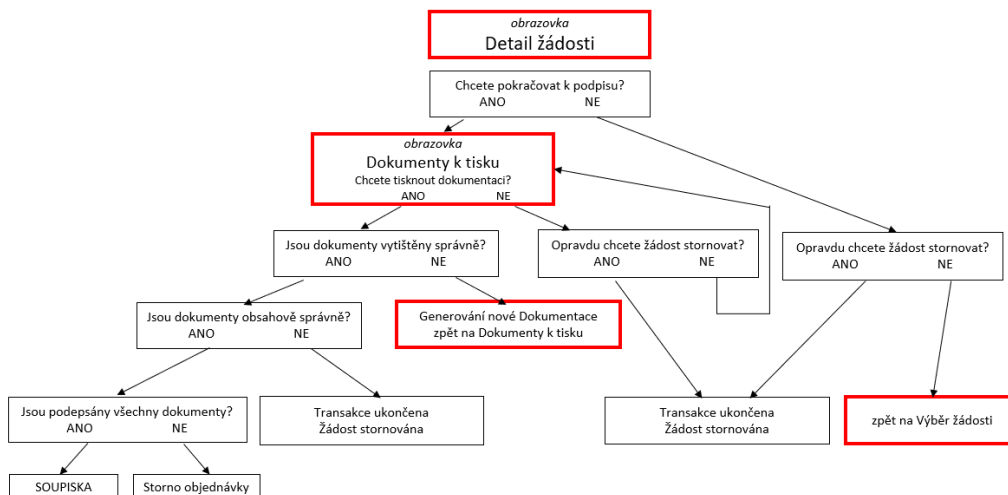 obrazovka
Detail žádosti
Chcete pokračovat k podpisu?
ANO NE
obrazovka
Dokumenty k tisku
Chcete tisknout dokumentaci?
ANO NE
Jsou dokumenty vytištěny správně?
ANO NE
Opravdu chcete žádost stornovat?
ANO NE
Opravdu chcete žádost stornovat?
ANO NE
Jsou dokumenty obsahově správně?
ANO NE
Generování nové Dokumentace
zpět na Dokumenty k tisku
Jsou podepsány všechny dokumenty?
ANO NE
Transakce ukončena
Žádost stornována
Transakce ukončena
Žádost stornována
zpět na Výběr žádosti
SOUPISKA
Storno objednávky